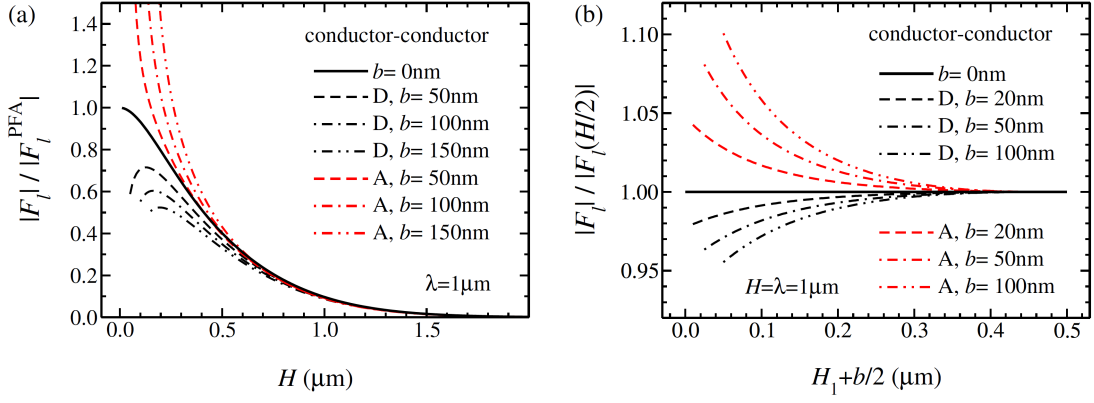 (a)
|F_l| / |F_l^PFA|
1.4
1.2
1.0
0.8
0.6
0.4
0.2
0.0
conductor-conductor
b= 0nm
D, b= 50nm
D, b= 100nm
D, b= 150nm
A, b= 50nm
A, b= 100nm
A, b= 150nm
λ=1μm
0.0 0.5 1.0 1.5
H (μm)
(b)
|F_l| / |F_l(H/2)|
1.10
1.05
1.00
0.95
conductor-conductor
b= 0nm
D, b= 20nm
D, b= 50nm
D, b= 100nm
A, b= 20nm
A, b= 50nm
A, b= 100nm
H=λ=1μm
0.0 0.1 0.2 0.3 0.4 0.5
H_1+b/2 (μm)